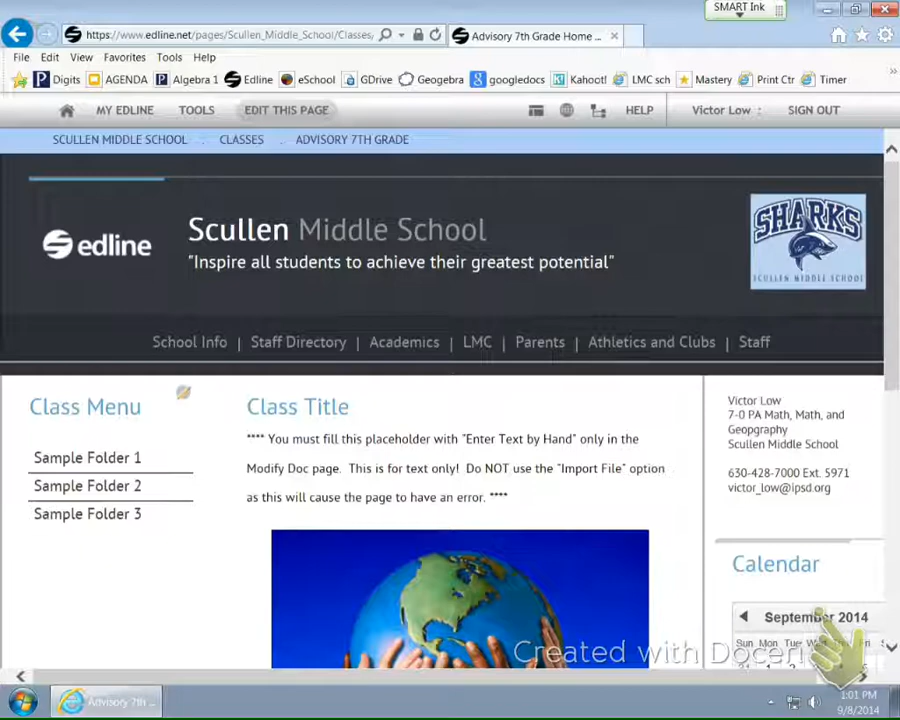 SMART Ink
https://www.edline.net/pages/Scullen_Middle_School/Classes,
Advisory 7th Grade Home ...
File Edit View Favorites Tools Help
Digits AGENDA Algebra 1 Edline eSchool GDrive Geogebra googledocs Kahoot! LMC sch Mastery Print Ctr Timer
MY EDLINE TOOLS EDIT THIS PAGE HELP Victor Low SIGN OUT
SCULLEN MIDDLE SCHOOL CLASSES ADVISORY 7TH GRADE
edline
Scullen Middle School
"Inspire all students to achieve their greatest potential"
SHARKS
SCULLEN MIDDLE SCHOOL
School Info | Staff Directory | Academics | LMC | Parents | Athletics and Clubs | Staff
Class Menu
Sample Folder 1
Sample Folder 2
Sample Folder 3
Class Title
**** You must fill this placeholder with "Enter Text by Hand" only in the
Modify Doc page. This is for text only! Do NOT use the "Import File" option
as this will cause the page to have an error. ****
Victor Low
7-0 PA Math, Math, and
Geopgraphy
Scullen Middle School
630-428-7000 Ext. 5971
victor_low@ipsd.org
Calendar
September 2014
Sun Mon Tue Wed Fri
Created with Doceri
Advisory 7th ...
1:01 PM
9/8/2014